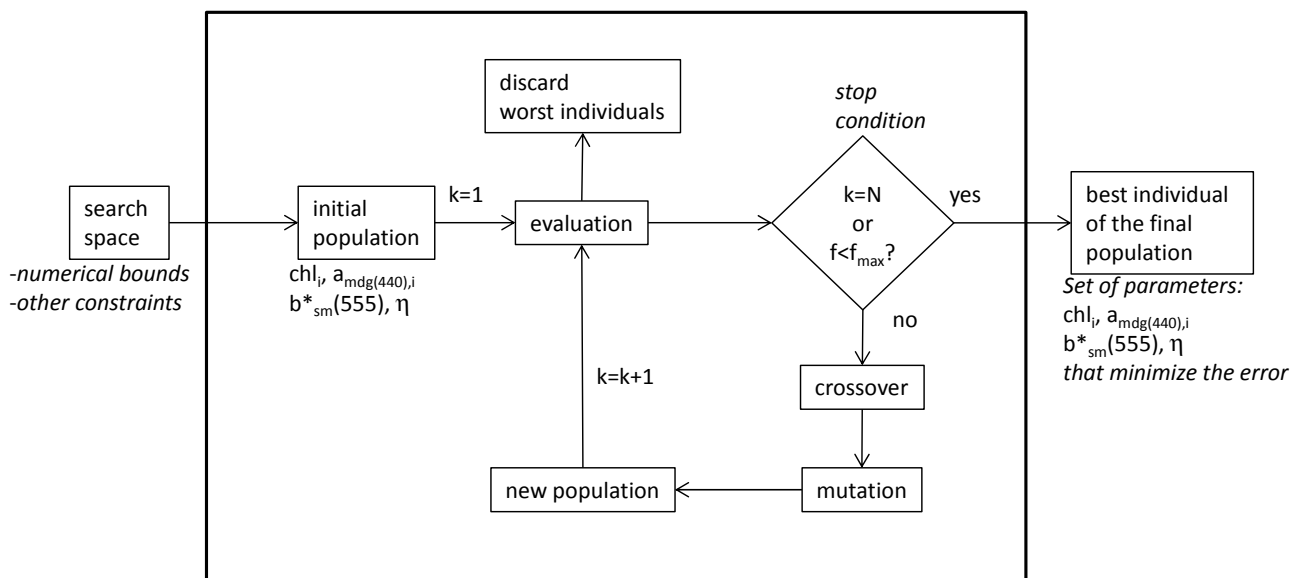 search
space
-numerical bounds
-other constraints
initial
population
chlᵢ, a_mdg(440),i
b*_sm(555), η
k=1
discard
worst individuals
evaluation
stop
condition
k=N
or
f<f_max?
yes
best individual
of the final
population
Set of parameters:
chlᵢ, a_mdg(440),i
b*_sm(555), η
that minimize the error
no
crossover
mutation
new population
k=k+1